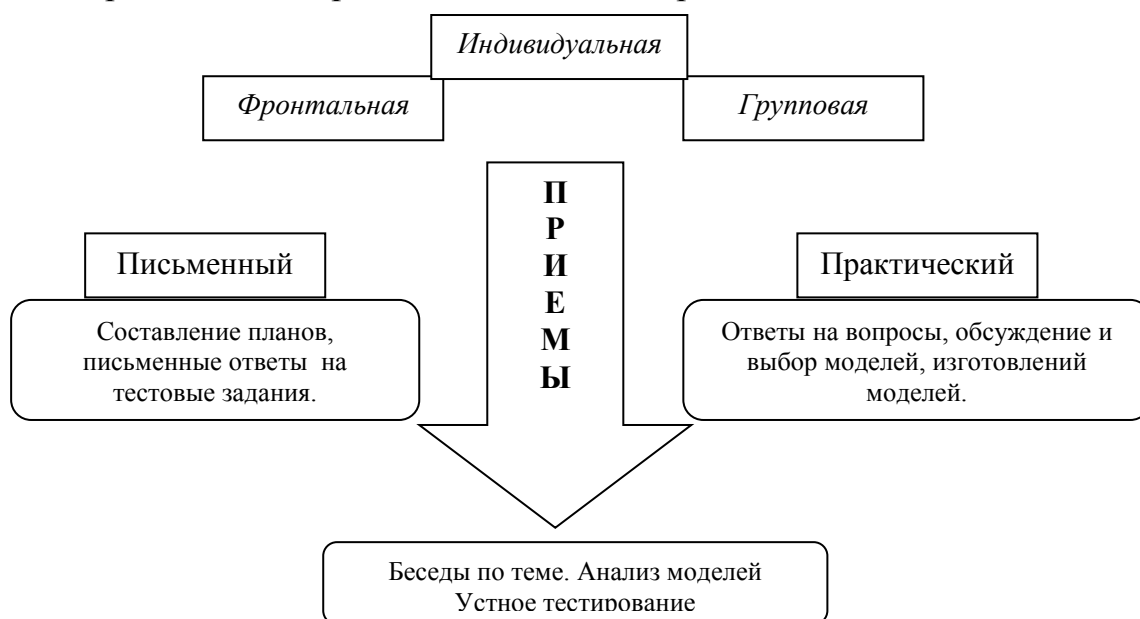 Индивидуальная
Фронтальная
Групповая
П
Р
И
Е
М
Ы
Письменный
Практический
Составление планов,
письменные ответы на
тестовые задания.
Ответы на вопросы, обсуждение и
выбор моделей, изготовлений
моделей.
Беседы по теме. Анализ моделей
Устное тестирование